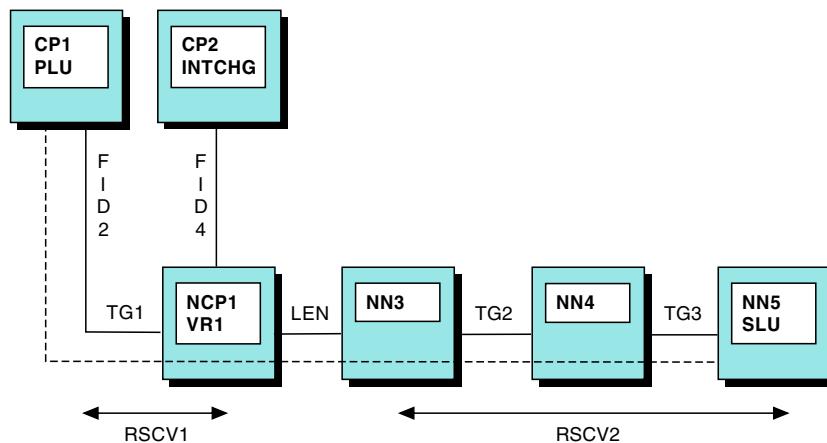 CP1
PLU
CP2
INTCHG
F
I
D
2
F
I
D
4
TG1
NCP1
VR1
LEN
NN3
TG2
NN4
TG3
NN5
SLU
RSCV1
RSCV2